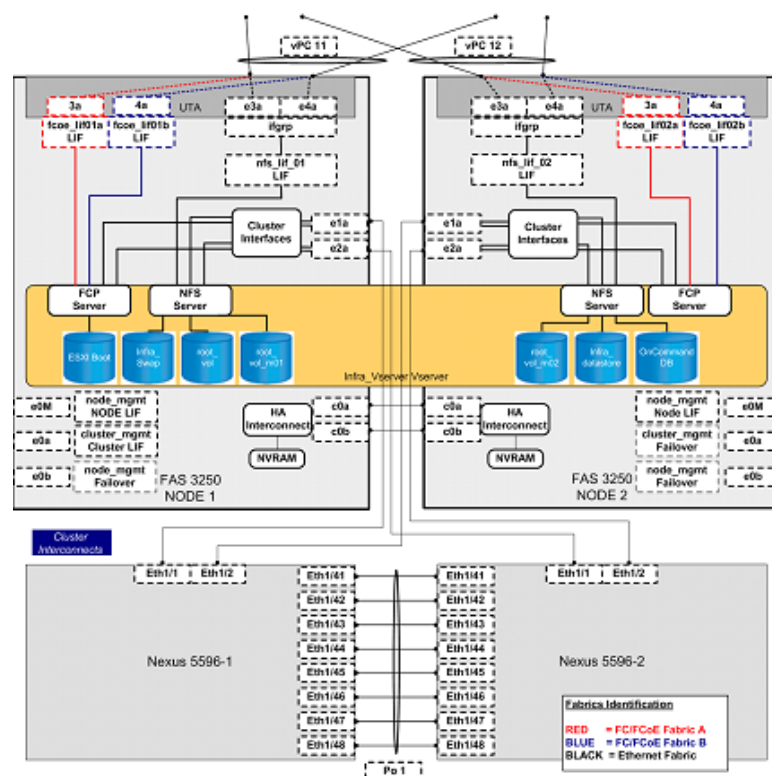 vPC 11
vPC 12
3a
4a
UTA
e3a
e4a
fcoe_lif01a
LIF
fcoe_lif01b
LIF
ifgrp
nfs_lif_01
LIF
e3a
e4a
UTA
3a
4a
ifgrp
fcoe_lif02a
LIF
fcoe_lif02b
LIF
nfs_lif_02
LIF
Cluster
Interfaces
e1a
e2a
e1a
e2a
Cluster
Interfaces
FCP
Server
NFS
Server
NFS
Server
FCP
Server
ESXi Boot
Infra_
Swap
root_
vol
root_
vol_m01
root_
vol_m02
Infra_
datastore
OnCommand
DB
Infra_Vserver Vserver
e0M
node_mgmt
NODE LIF
e0a
cluster_mgmt
Cluster LIF
e0b
node_mgmt
Failover
HA
Interconnect
NVRAM
c0a
c0b
FAS 3250
NODE 1
c0a
c0b
HA
Interconnect
NVRAM
node_mgmt
Node LIF
e0M
cluster_mgmt
Failover
e0a
node_mgmt
Failover
e0b
FAS 3250
NODE 2
Cluster
Interconnects
Eth1/1
Eth1/2
Eth1/1
Eth1/2
Eth1/41
Eth1/41
Eth1/42
Eth1/42
Eth1/43
Eth1/43
Eth1/44
Eth1/44
Eth1/45
Eth1/45
Eth1/46
Eth1/46
Eth1/47
Eth1/47
Eth1/48
Eth1/48
Nexus 5596-1
Nexus 5596-2
Po 1
Fabrics Identification
RED = FC/FCoE Fabric A
BLUE = FC/FCoE Fabric B
BLACK = Ethernet Fabric